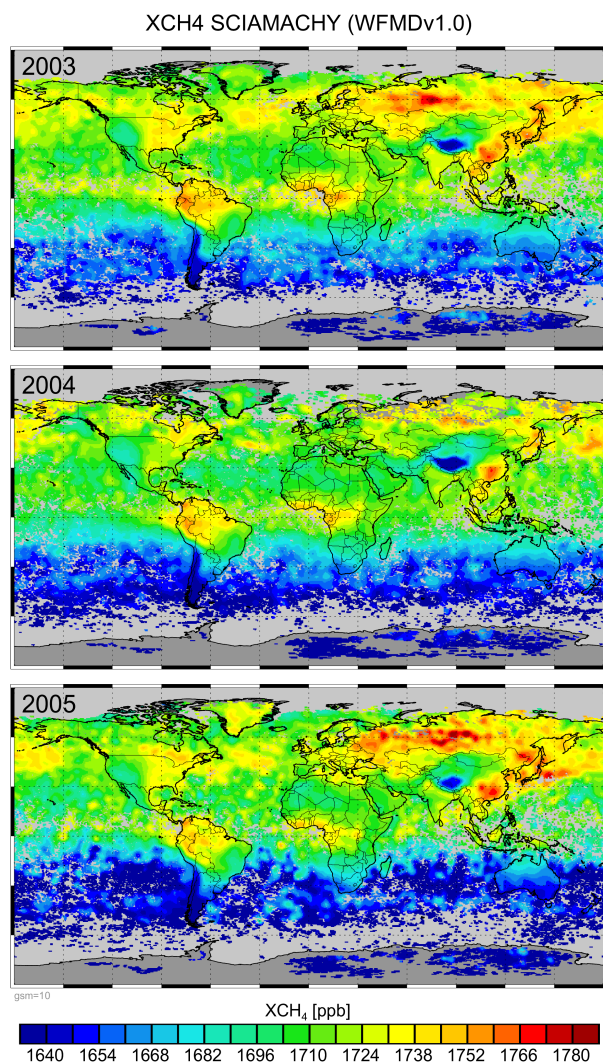 XCH4 SCIAMACHY (WFMDv1.0)
2003
2004
2005
gsm=10
XCH₄ [ppb]
1640 1654 1668 1682 1696 1710 1724 1738 1752 1766 1780